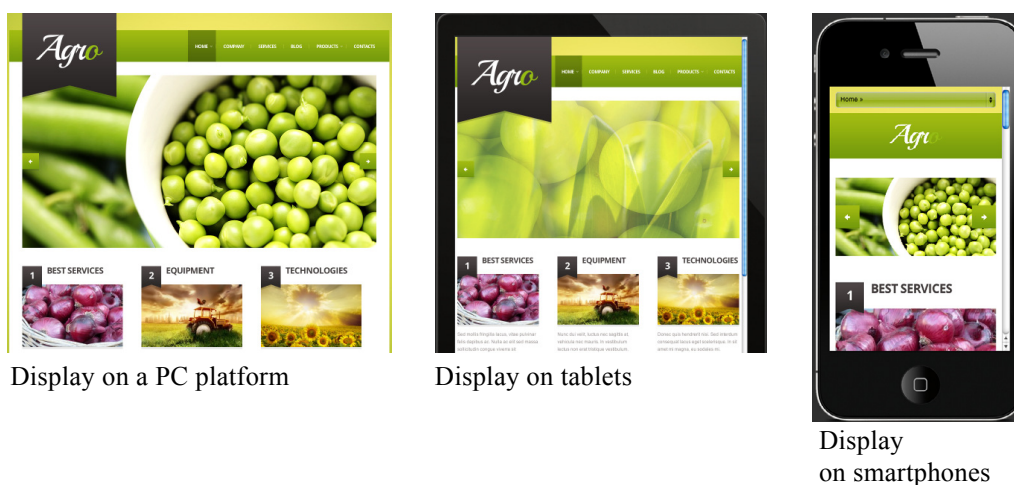 Agro
HOME COMPANY SERVICES BLOG PRODUCTS CONTACTS
1 BEST SERVICES
2 EQUIPMENT
3 TECHNOLOGIES
Display on a PC platform
Agro
HOME COMPANY SERVICES BLOG PRODUCTS CONTACTS
1 BEST SERVICES
2 EQUIPMENT
3 TECHNOLOGIES
Display on tablets
Home »
Agro
1 BEST SERVICES
Display
on smartphones